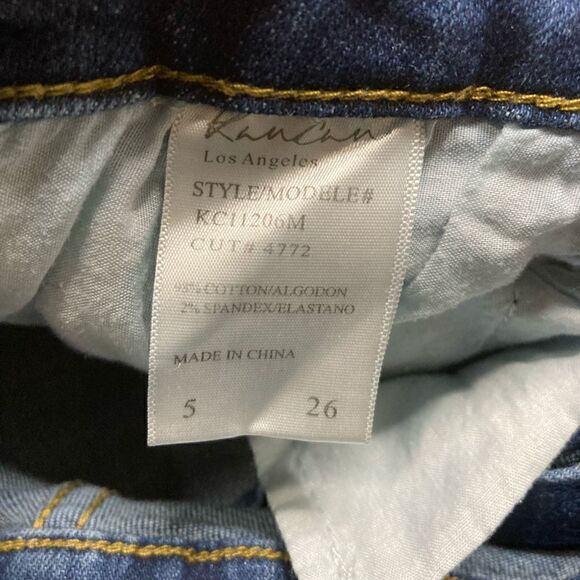 KanCan
Los Angeles
STYLE/MODELE#
KC11206M
CUT# 4772
98% COTTON/ALGODON
2% SPANDEX/ELASTANO
MADE IN CHINA
5 26